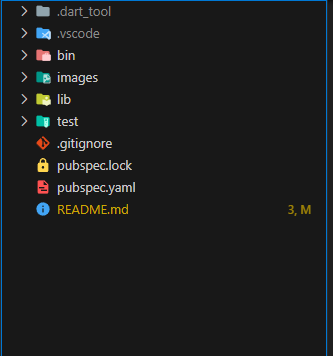 .dart_tool
.vscode
bin
images
lib
test
.gitignore
pubspec.lock
pubspec.yaml
README.md 3, M